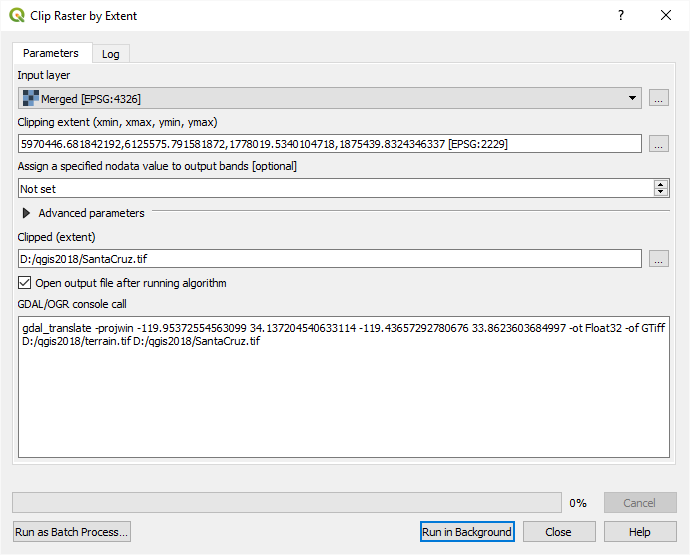 Clip Raster by Extent
?
Parameters
Log
Input layer
Merged [EPSG:4326]
...
Clipping extent (xmin, xmax, ymin, ymax)
5970446.681842192,6125575.791581872,1778019.5340104718,1875439.8324346337 [EPSG:2229]
...
Assign a specified nodata value to output bands [optional]
Not set
Advanced parameters
Clipped (extent)
D:/qgis2018/SantaCruz.tif
...
Open output file after running algorithm
GDAL/OGR console call
gdal_translate -projwin -119.95372554563099 34.137204540633114 -119.43657292780676 33.8623603684997 -ot Float32 -of GTiff
D:/qgis2018/terrain.tif D:/qgis2018/SantaCruz.tif
0%
Cancel
Run as Batch Process...
Run in Background
Close
Help